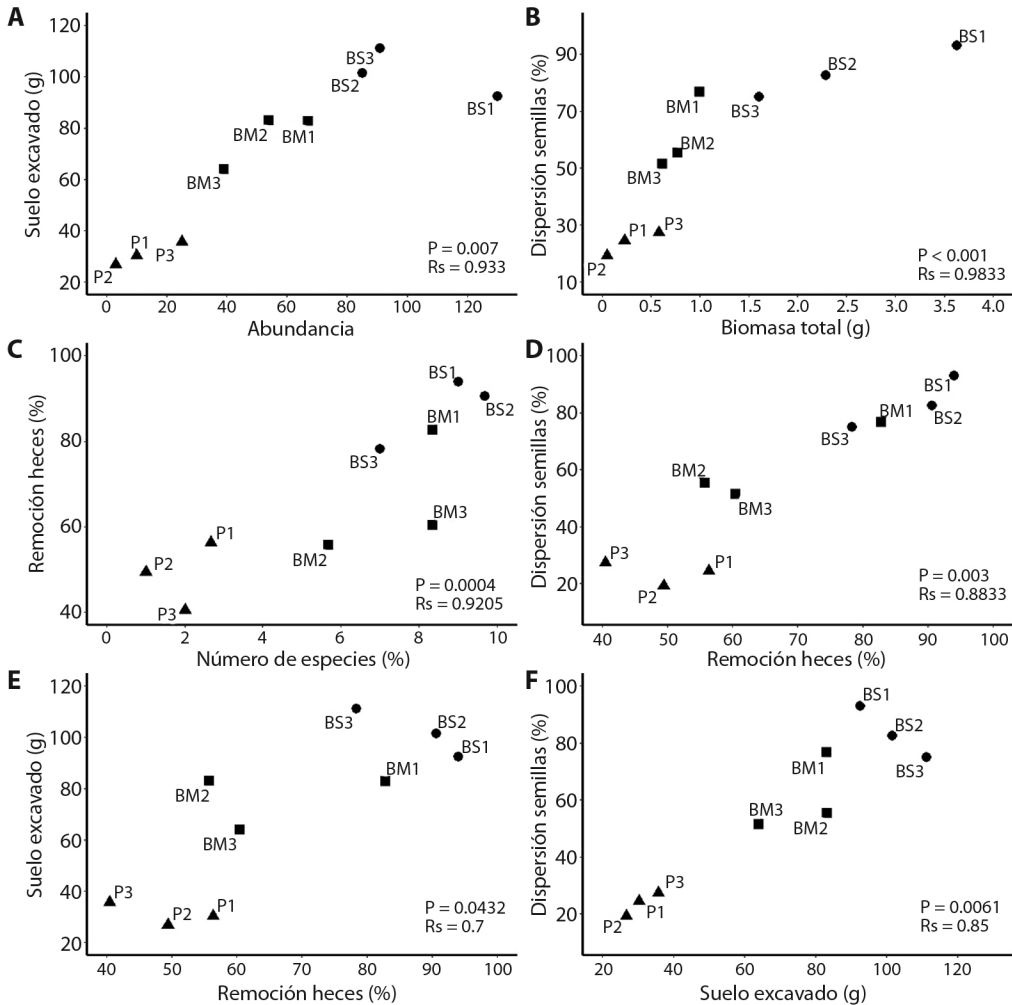 A
Suelo excavado (g)
120
100
80
60
40
20
BS3
BS2
BS1
BM2
BM1
BM3
P1
P3
P2
P = 0.007
Rs = 0.933
0 20 40 60 80 100 120
Abundancia
B
Dispersión semillas (%)
90
70
50
30
10
BS1
BS2
BM1
BS3
BM2
BM3
P3
P1
P2
P < 0.001
Rs = 0.9833
0 0.5 1.0 1.5 2.0 2.5 3.0 3.5 4.0
Biomasa total (g)
C
Remoción heces (%)
100
80
60
40
BS1
BS2
BM1
BS3
BM3
BM2
P1
P2
P3
P = 0.0004
Rs = 0.9205
0 2 4 6 8 10
Número de especies (%)
D
Dispersión semillas (%)
100
80
60
40
20
BS1
BM1
BS2
BS3
BM2
BM3
P3
P1
P2
P = 0.003
Rs = 0.8833
40 50 60 70 80 90 100
Remoción heces (%)
E
Suelo excavado (g)
120
100
80
60
40
20
BS3
BS2
BS1
BM1
BM2
BM3
P3
P2
P1
P = 0.0432
Rs = 0.7
40 50 60 70 80 90 100
Remoción heces (%)
F
Dispersión semillas (%)
100
80
60
40
20
BS1
BS2
BS3
BM1
BM3
BM2
P3
P1
P2
P = 0.0061
Rs = 0.85
20 40 60 80 100 120
Suelo excavado (g)